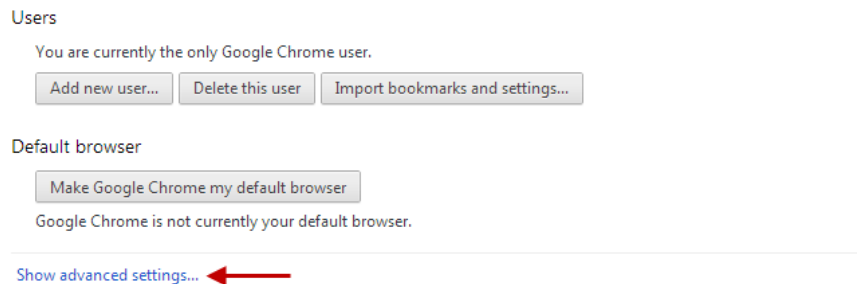 Users
You are currently the only Google Chrome user.
Add new user... Delete this user Import bookmarks and settings...
Default browser
Make Google Chrome my default browser
Google Chrome is not currently your default browser.
Show advanced settings...